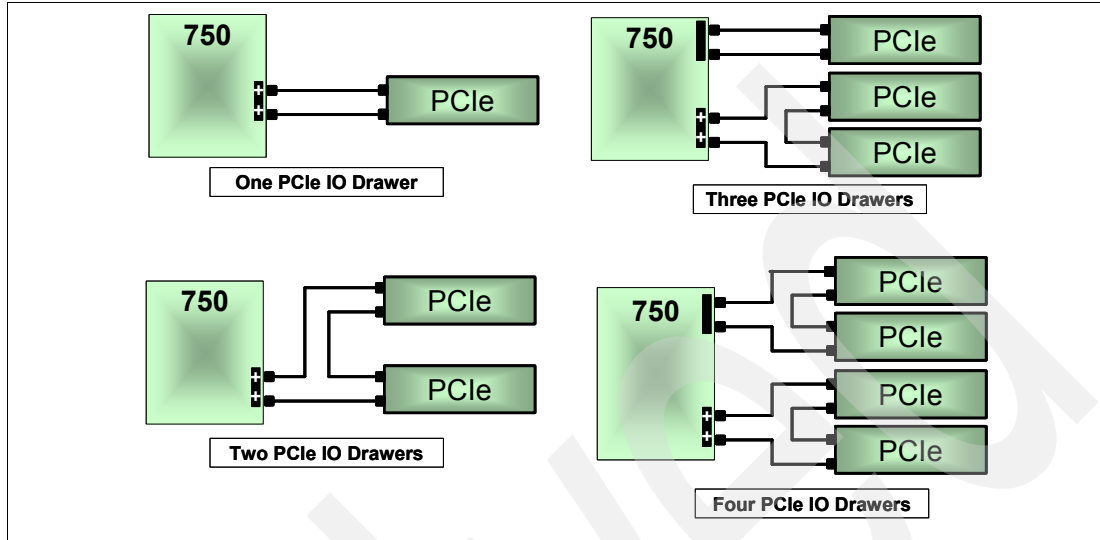 750
PCIe
One PCIe IO Drawer
750
PCIe
PCIe
PCIe
Three PCIe IO Drawers
750
PCIe
PCIe
Two PCIe IO Drawers
750
PCIe
PCIe
PCIe
PCIe
Four PCIe IO Drawers